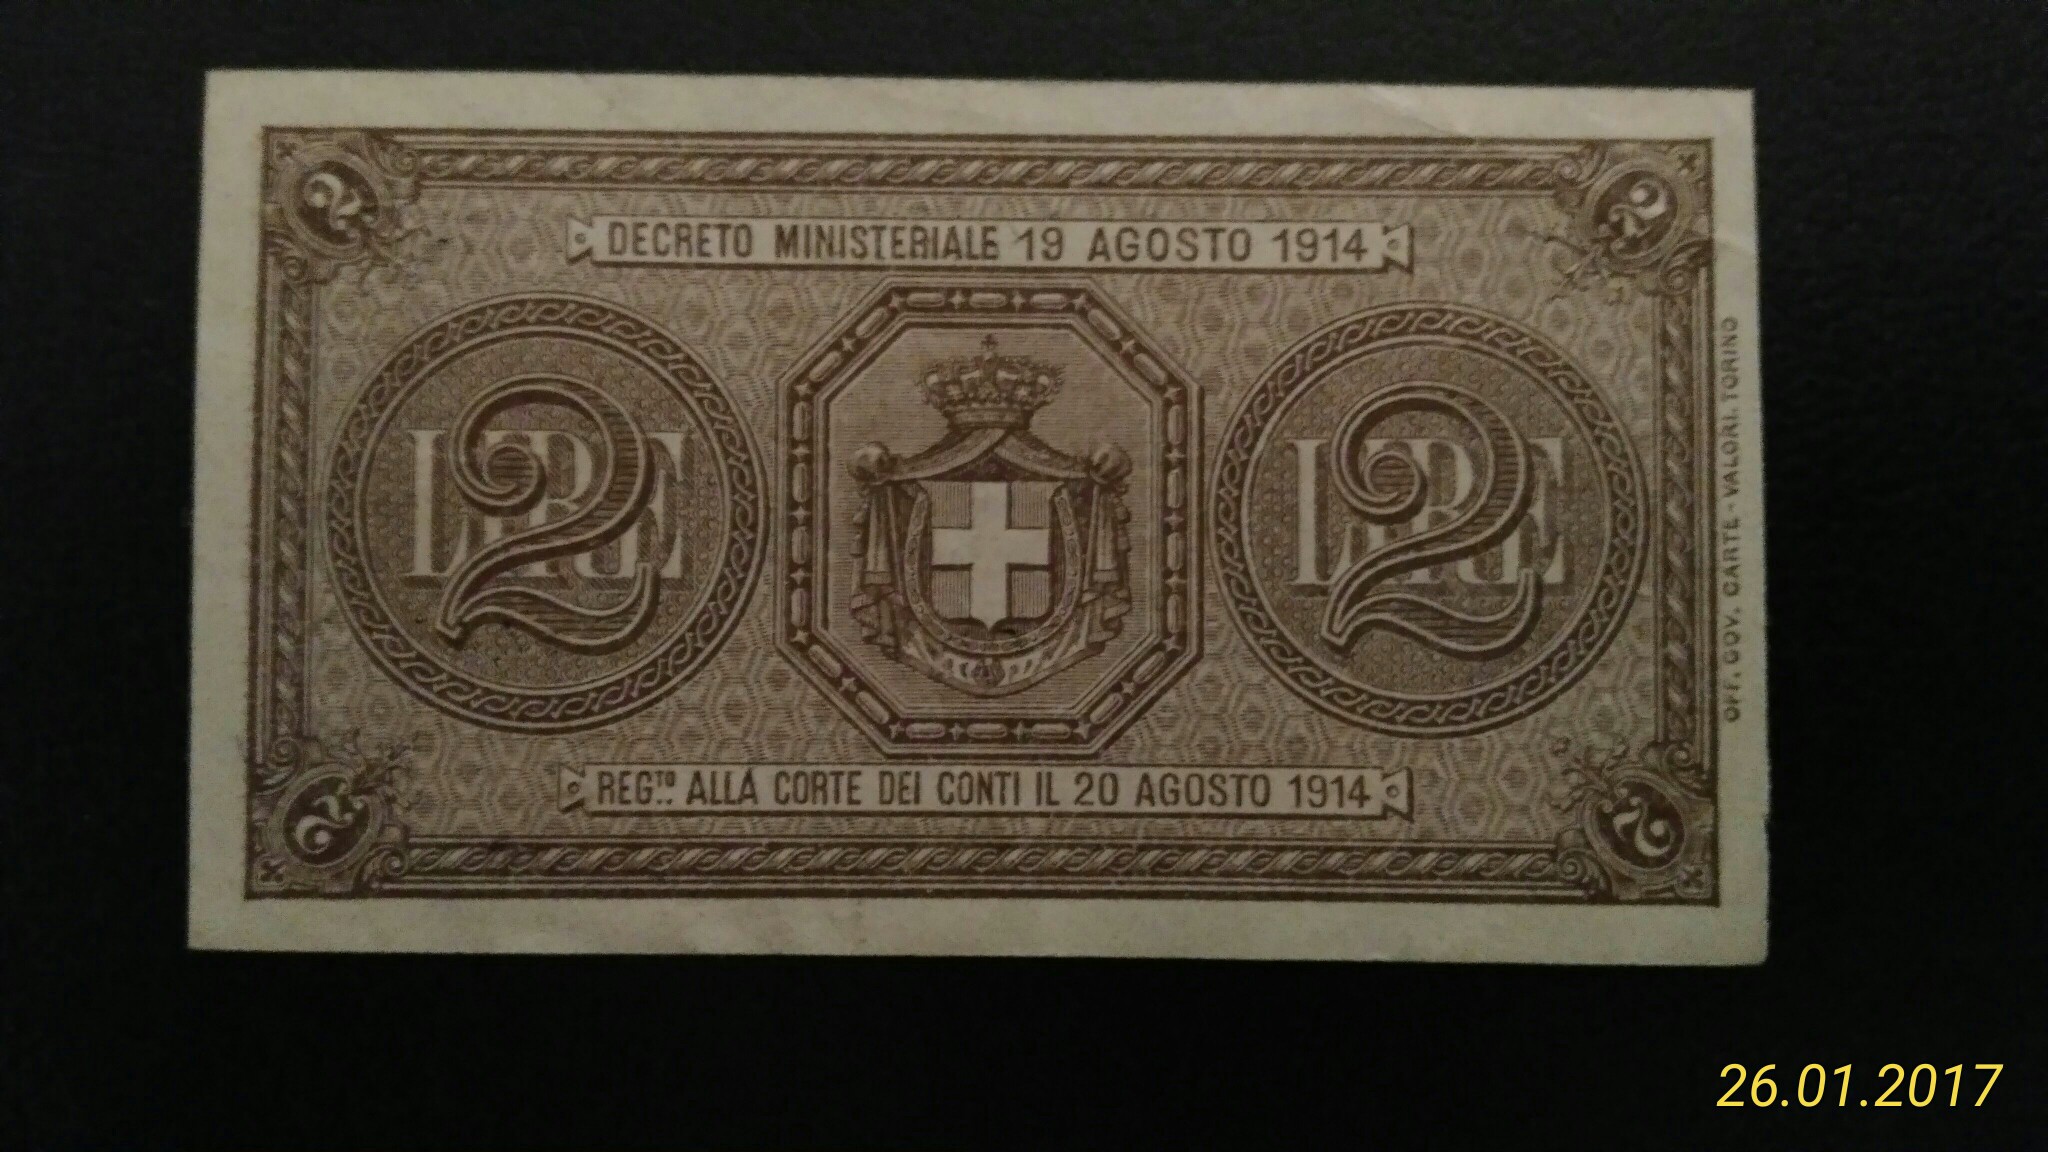 2
2
DECRETO MINISTERIALE 19 AGOSTO 1914
LIRE
2
LIRE
2
OFF. GOV. CARTE-VALORI. TORINO
REGTO. ALLA CORTE DEI CONTI IL 20 AGOSTO 1914
2
2
26.01.2017